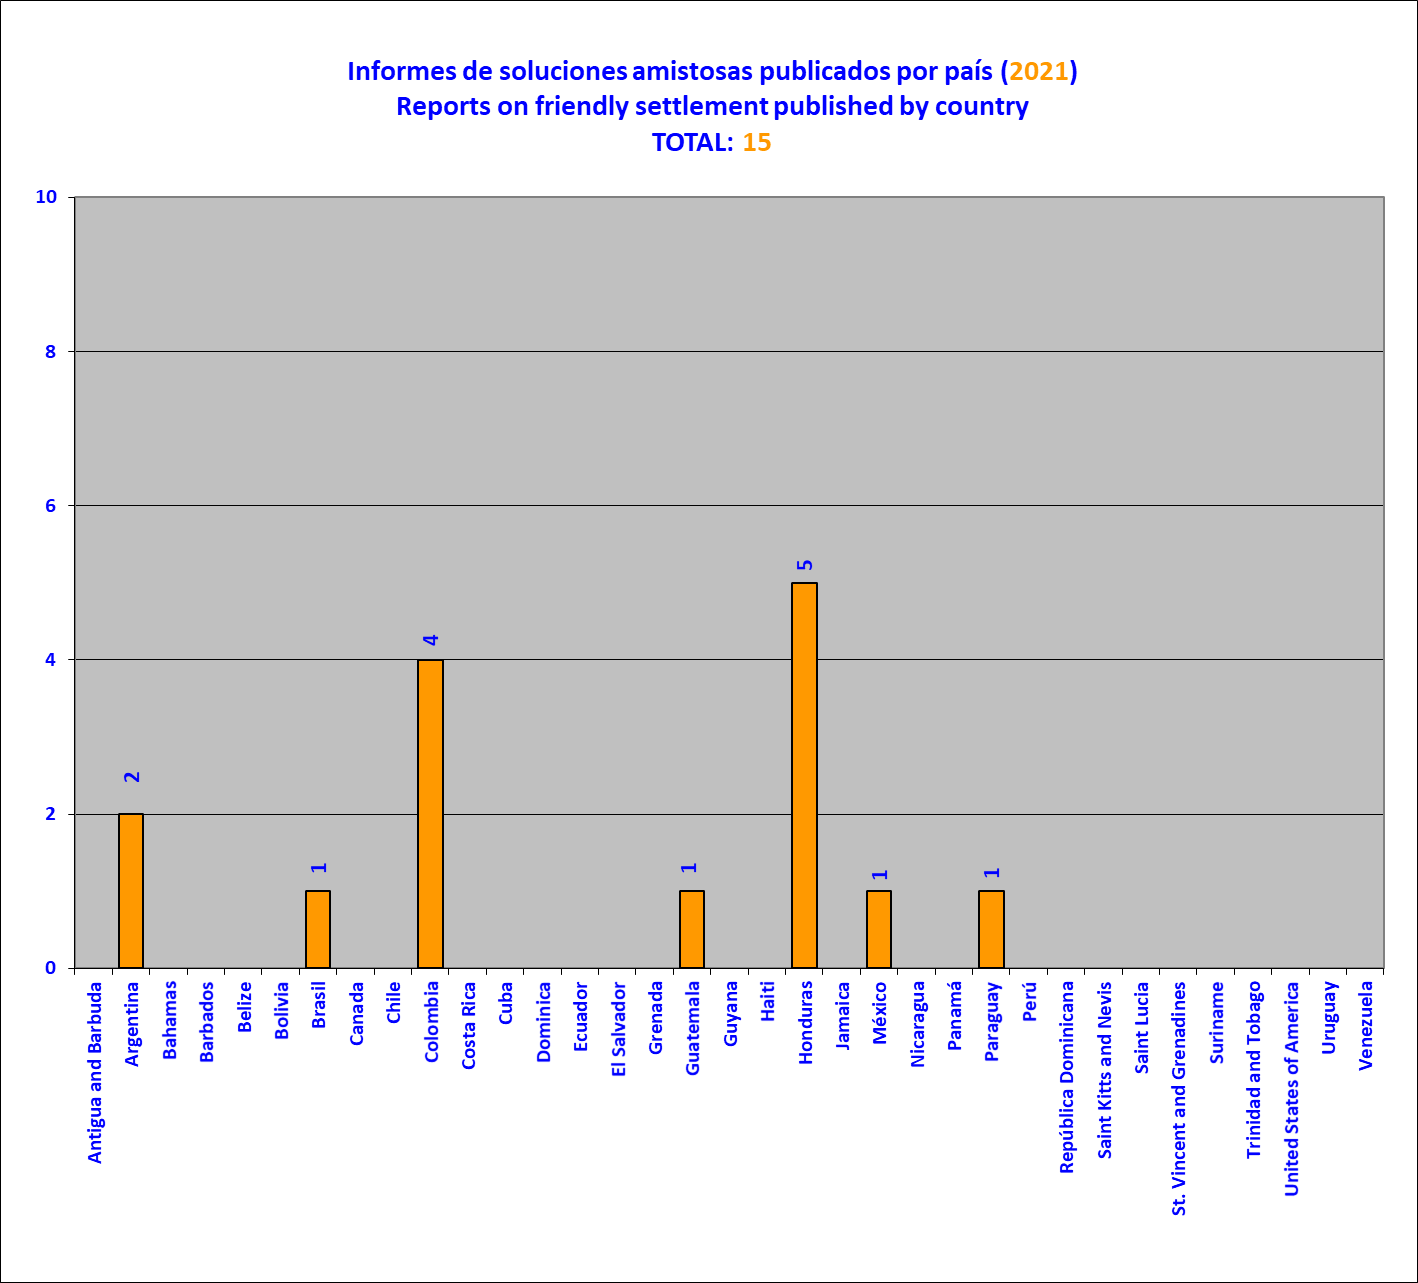 Informes de soluciones amistosas publicados por país (2021)
Reports on friendly settlement published by country
TOTAL: 15
10
8
6
4
2
0
2
1
4
1
5
1
1
Antigua and Barbuda
Argentina
Bahamas
Barbados
Belize
Bolivia
Brasil
Canada
Chile
Colombia
Costa Rica
Cuba
Dominica
Ecuador
El Salvador
Grenada
Guatemala
Guyana
Haiti
Honduras
Jamaica
México
Nicaragua
Panamá
Paraguay
Perú
República Dominicana
Saint Kitts and Nevis
Saint Lucia
St. Vincent and Grenadines
Suriname
Trinidad and Tobago
United States of America
Uruguay
Venezuela